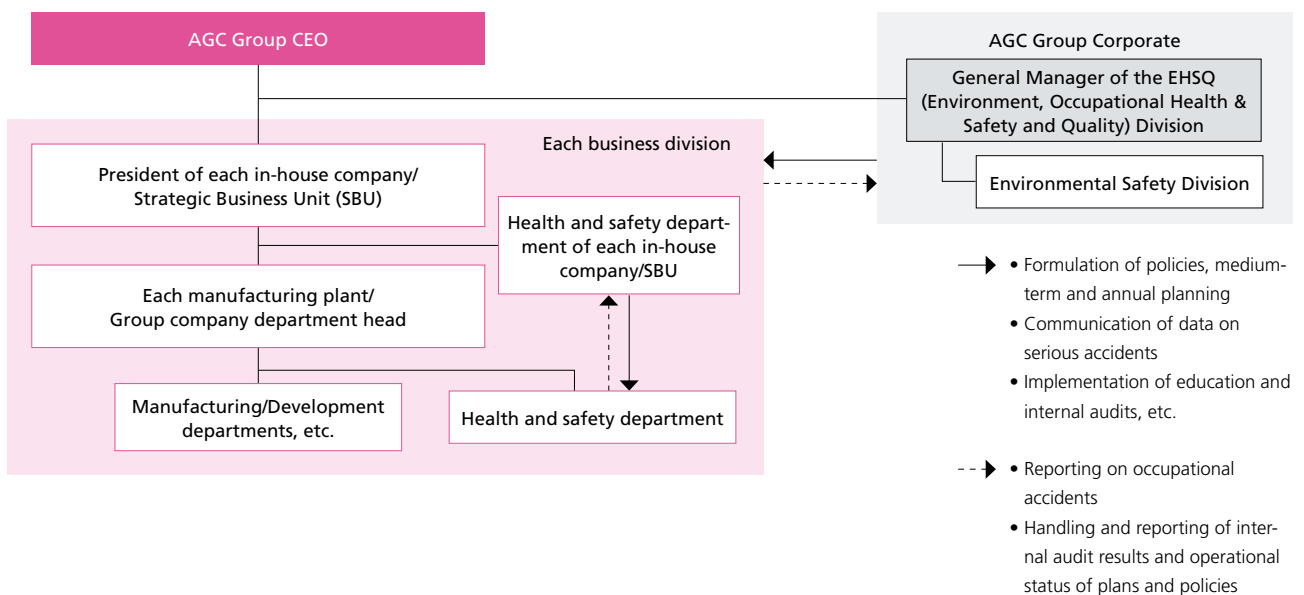 AGC Group CEO
AGC Group Corporate
General Manager of the EHSQ
(Environment, Occupational Health &
Safety and Quality) Division
Environmental Safety Division
Each business division
President of each in-house company/
Strategic Business Unit (SBU)
Health and safety depart-
ment of each in-house
company/SBU
Each manufacturing plant/
Group company department head
Manufacturing/Development
departments, etc.
Health and safety department
• Formulation of policies, medium-
term and annual planning
• Communication of data on
serious accidents
• Implementation of education and
internal audits, etc.
• Reporting on occupational
accidents
• Handling and reporting of inter-
nal audit results and operational
status of plans and policies